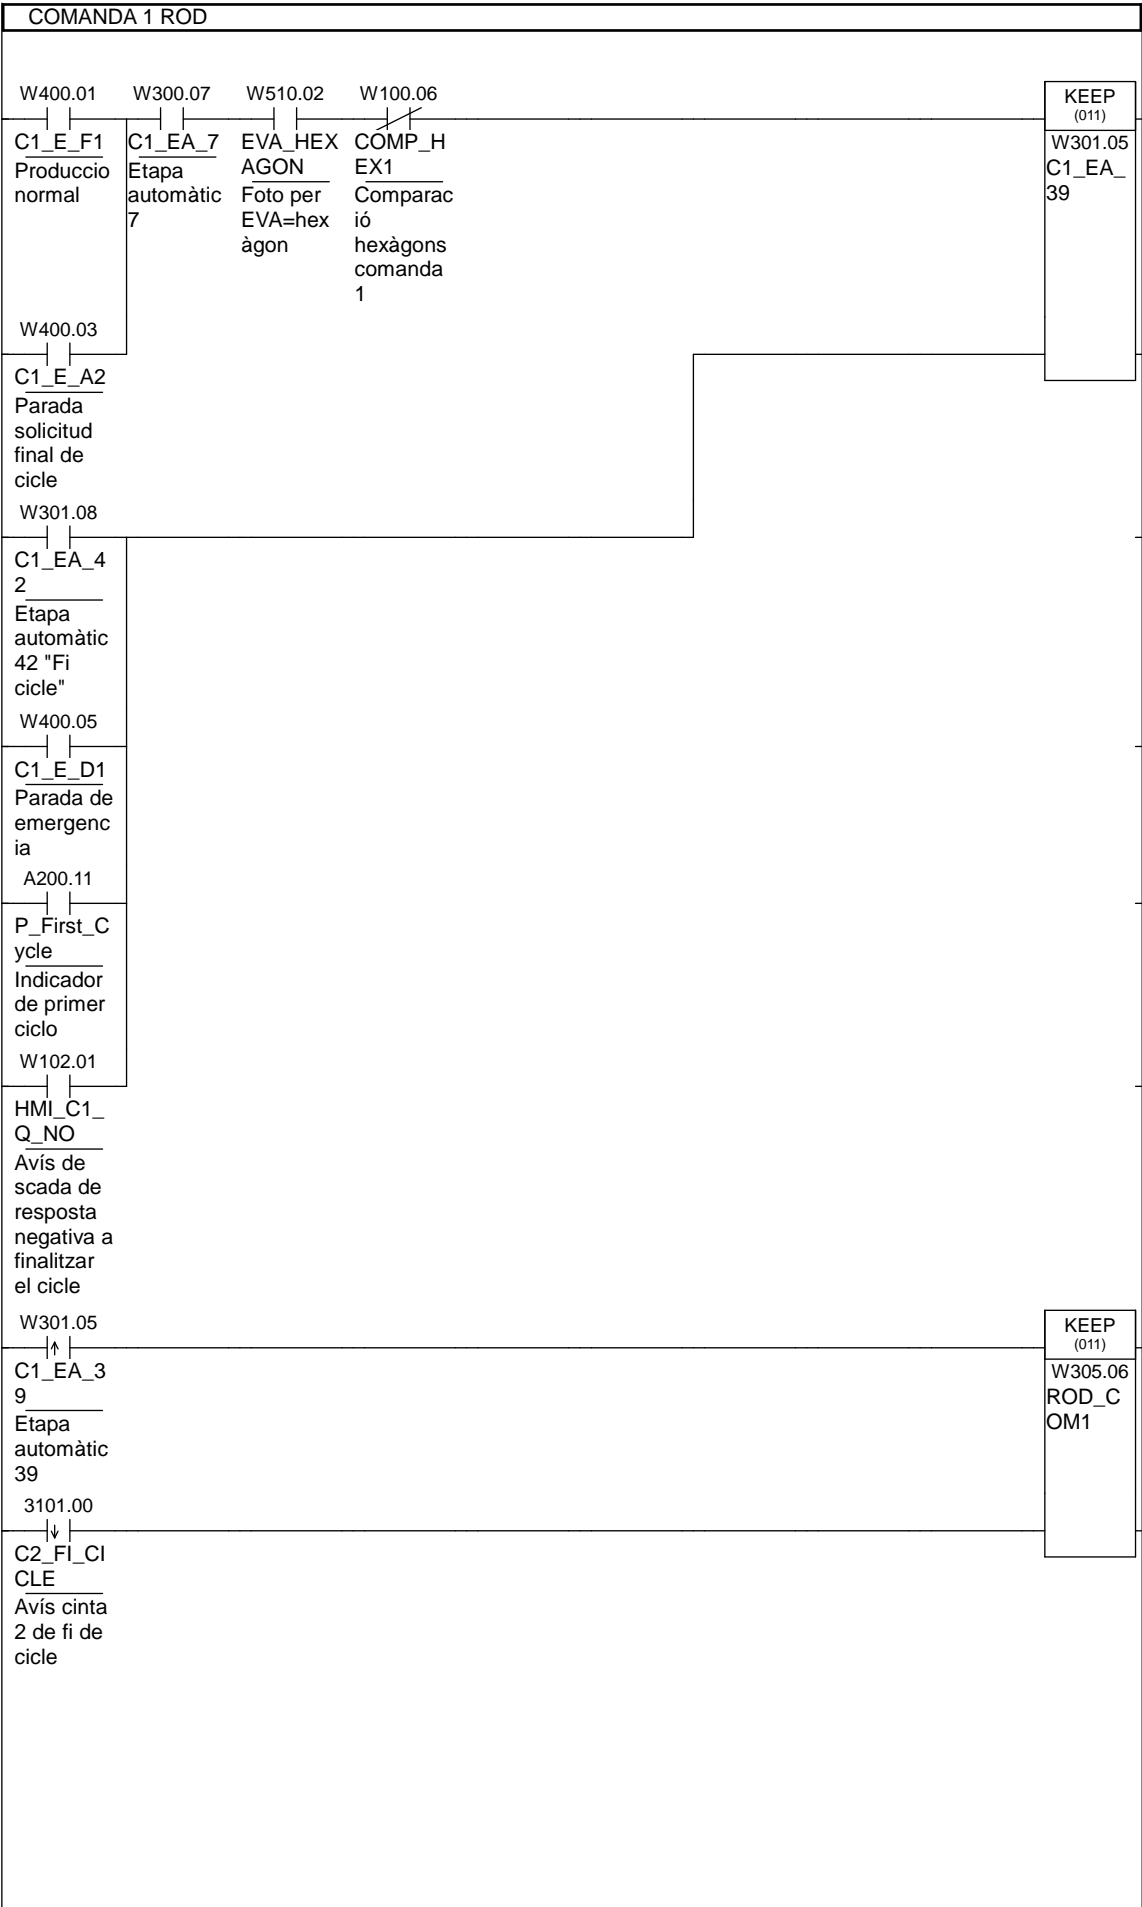 COMANDA 1 ROD
W400.01 W300.07 W510.02 W100.06
KEEP
(011)
C1_E_F1
Produccio
normal
C1_EA_7
Etapa
automàtic
7
EVA_HEX
AGON
Foto per
EVA=hex
àgon
COMP_H
EX1
Comparac
ió
hexàgons
comanda
1
W301.05
C1_EA_
39
W400.03
C1_E_A2
Parada
solicitud
final de
cicle
W301.08
C1_EA_4
2
Etapa
automàtic
42 "Fi
cicle"
W400.05
C1_E_D1
Parada de
emergenc
ia
A200.11
P_First_C
ycle
Indicador
de primer
ciclo
W102.01
HMI_C1_
Q_NO
Avís de
scada de
resposta
negativa a
finalitzar
el cicle
W301.05
C1_EA_3
9
Etapa
automàtic
39
KEEP
(011)
W305.06
ROD_C
OM1
3101.00
C2_FI_CI
CLE
Avís cinta
2 de fi de
cicle